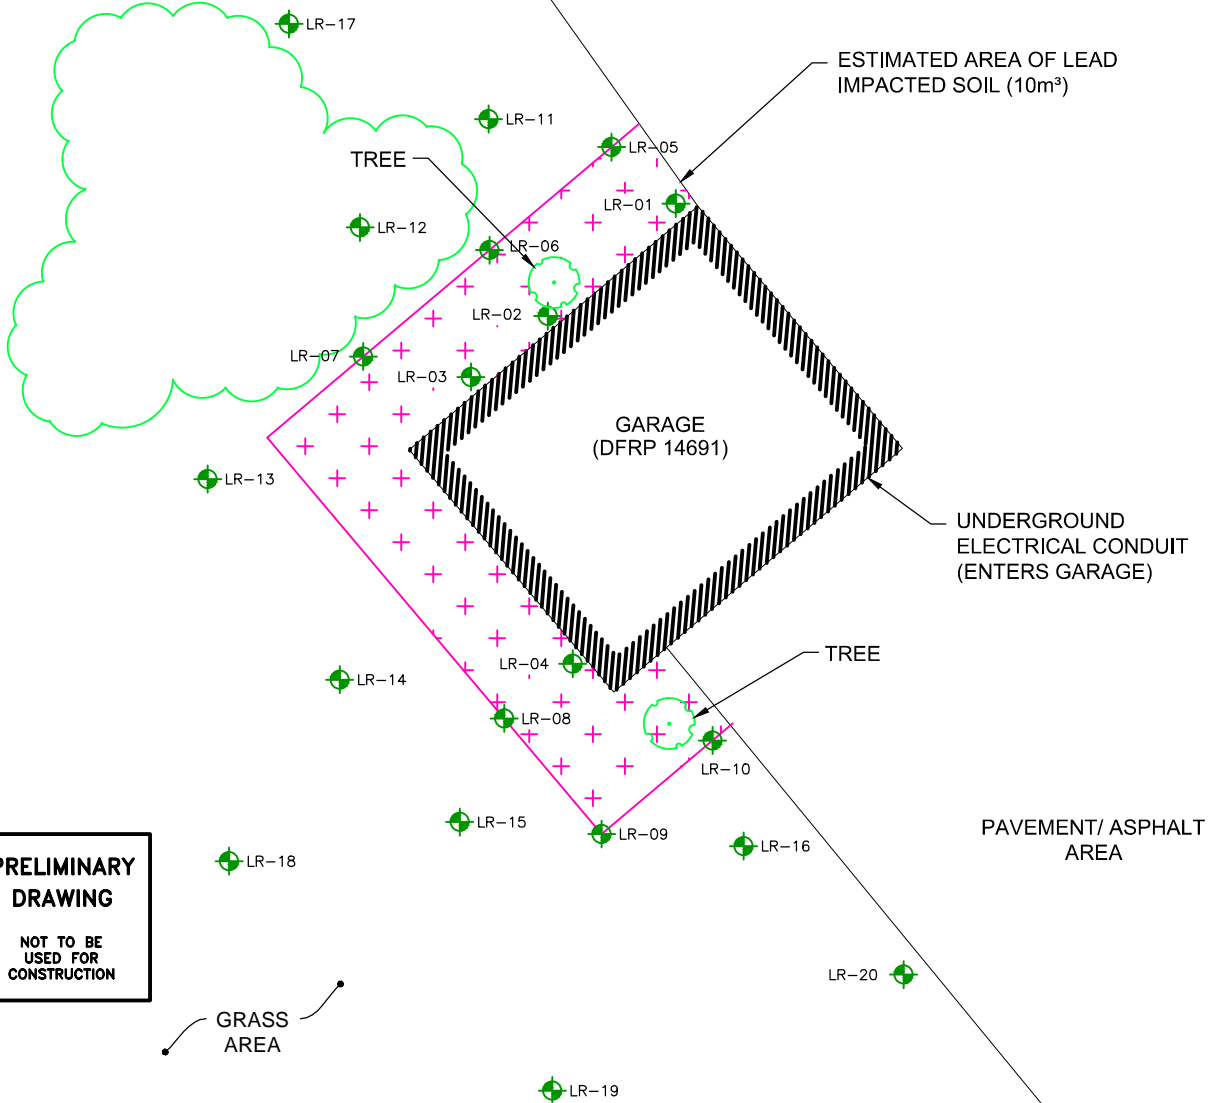 LR-17
ESTIMATED AREA OF LEAD
IMPACTED SOIL (10m³)
LR-11
TREE
LR-05
LR-01
LR-12
LR-06
LR-02
LR-07
LR-03
GARAGE
(DFRP 14691)
LR-13
UNDERGROUND
ELECTRICAL CONDUIT
(ENTERS GARAGE)
TREE
LR-04
LR-14
LR-08
LR-10
LR-15
LR-09
LR-16
PAVEMENT/ ASPHALT
AREA
LR-18
PRELIMINARY
DRAWING
NOT TO BE
USED FOR
CONSTRUCTION
LR-20
GRASS
AREA
LR-19